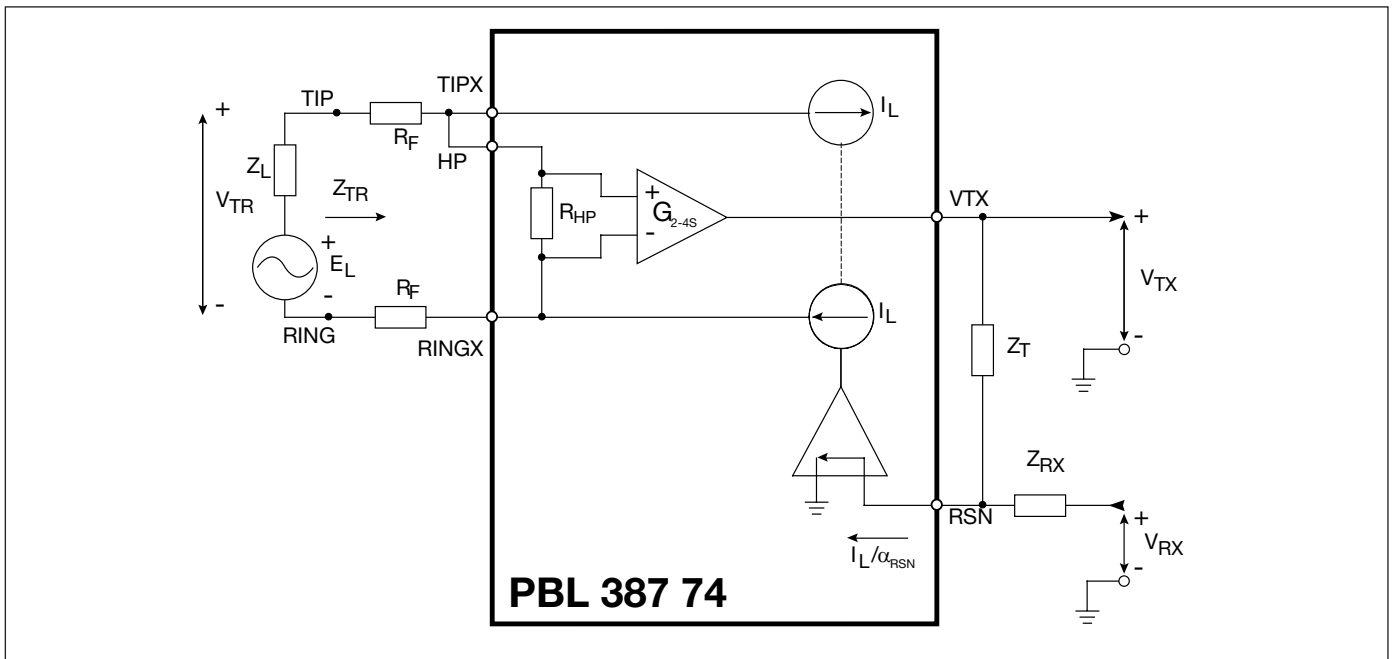 TIPX
TIP
+
R_F
HP
I_L
Z_L
Z_TR
V_TR
+
E_L
-
-
RING
R_F
RINGX
R_HP
+
G_2-4S
-
I_L
VTX
+
V_TX
-
Z_T
Z_RX
RSN
+
V_RX
-
I_L/α_RSN
PBL 387 74